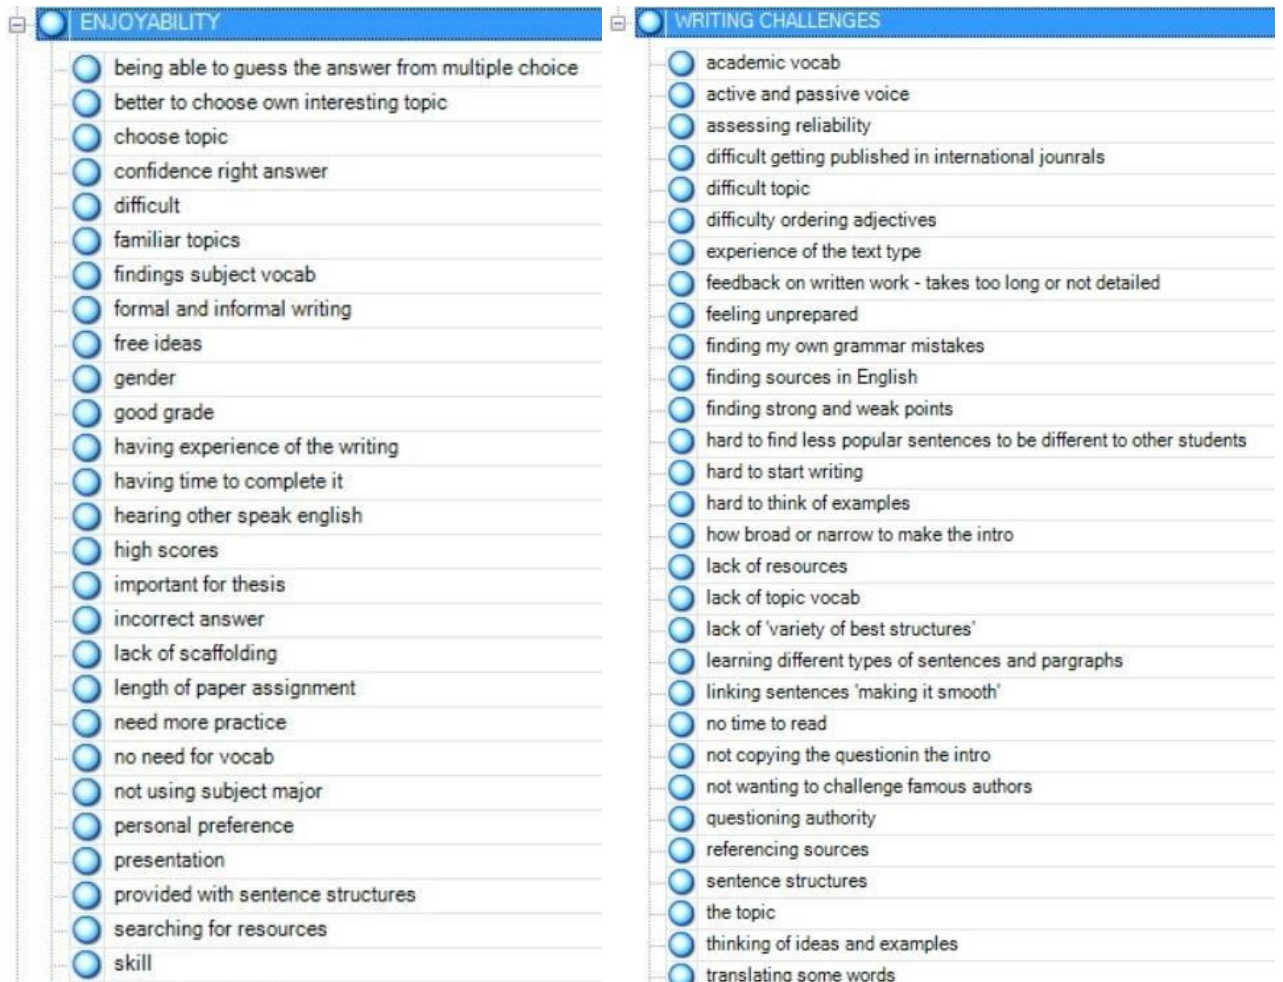 ENJOYABILITY
being able to guess the answer from multiple choice
better to choose own interesting topic
choose topic
confidence right answer
difficult
familiar topics
findings subject vocab
formal and informal writing
free ideas
gender
good grade
having experience of the writing
having time to complete it
hearing other speak english
high scores
important for thesis
incorrect answer
lack of scaffolding
length of paper assignment
need more practice
no need for vocab
not using subject major
personal preference
presentation
provided with sentence structures
searching for resources
skill
WRITING CHALLENGES
academic vocab
active and passive voice
assessing reliability
difficult getting published in international jounrals
difficult topic
difficulty ordering adjectives
experience of the text type
feedback on written work - takes too long or not detailed
feeling unprepared
finding my own grammar mistakes
finding sources in English
finding strong and weak points
hard to find less popular sentences to be different to other students
hard to start writing
hard to think of examples
how broad or narrow to make the intro
lack of resources
lack of topic vocab
lack of 'variety of best structures'
learning different types of sentences and pargraphs
linking sentences 'making it smooth'
no time to read
not copying the questionin the intro
not wanting to challenge famous authors
questioning authority
referencing sources
sentence structures
the topic
thinking of ideas and examples
translating some words